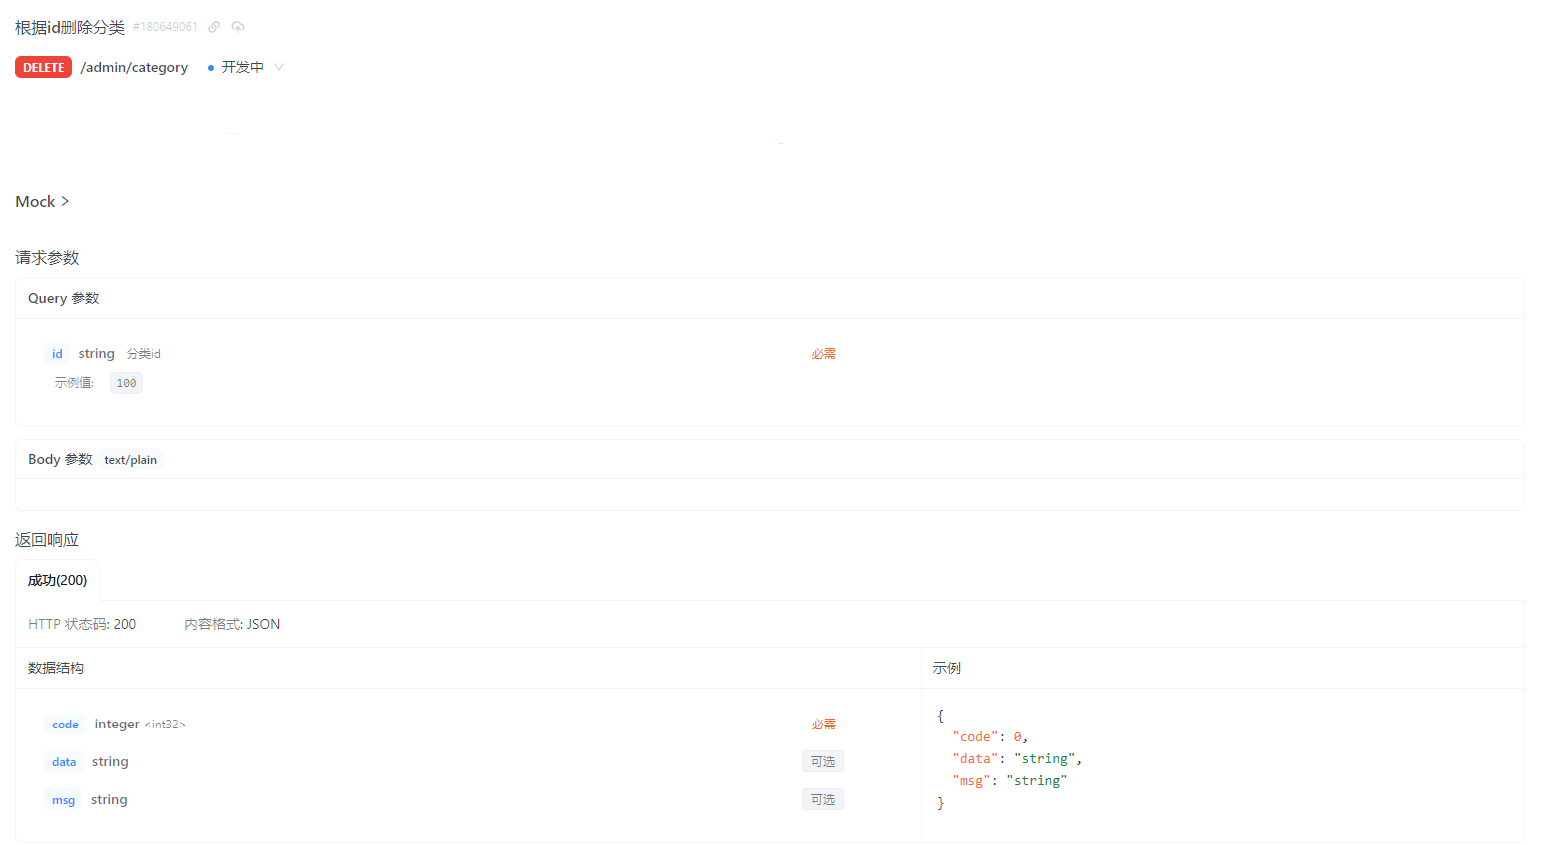 根据id删除分类 #180649061
DELETE /admin/category 开发中
Mock >
请求参数
Query 参数
id string 分类id 必需
示例值: 100
Body 参数 text/plain
返回响应
成功(200)
HTTP 状态码: 200 内容格式: JSON
数据结构 示例
code integer <int32> 必需
data string 可选
msg string 可选
{
"code": 0,
"data": "string",
"msg": "string"
}